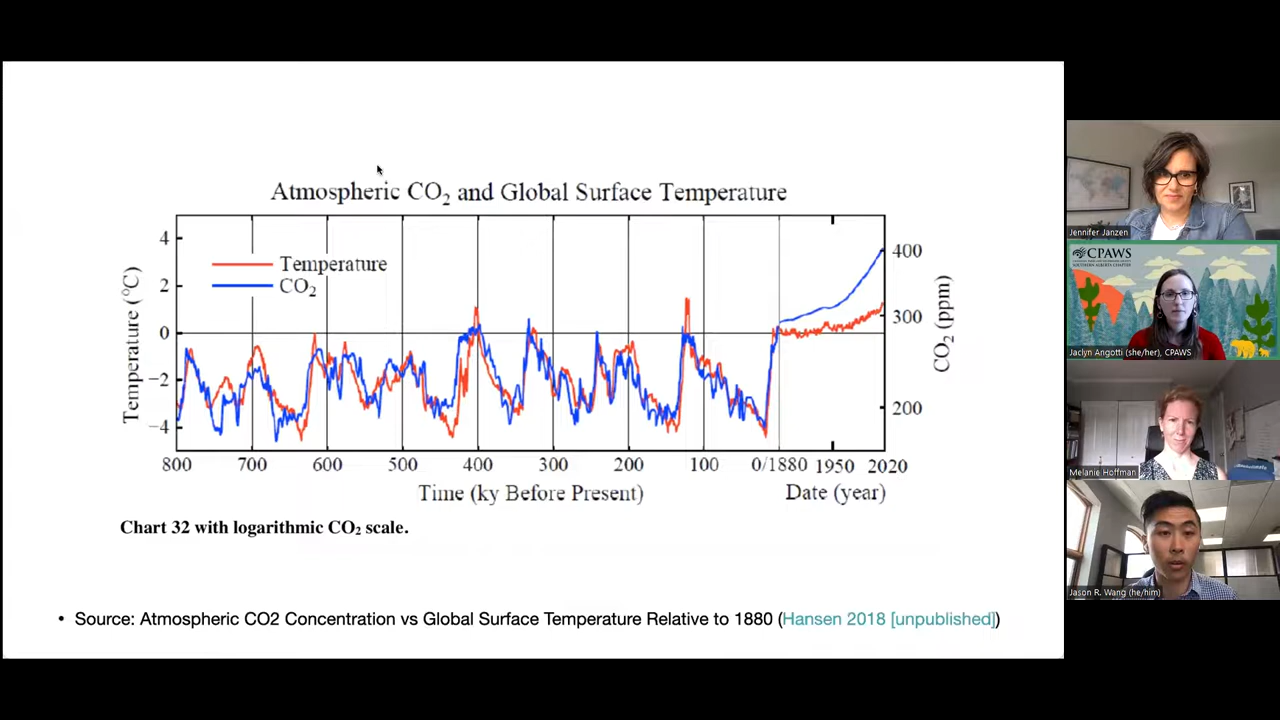 Atmospheric CO₂ and Global Surface Temperature
Temperature
CO₂
Temperature (°C)
4
2
0
−2
−4
400
300
200
CO₂ (ppm)
800 700 600 500 400 300 200 100 0/1880 1950 2020
Time (ky Before Present) Date (year)
Chart 32 with logarithmic CO₂ scale.
• Source: Atmospheric CO2 Concentration vs Global Surface Temperature Relative to 1880 (Hansen 2018 [unpublished])
Jennifer Janzen
CPAWS
SOUTHERN ALBERTA CHAPTER
Jaclyn Angotti (she/her), CPAWS
Melanie Hoffman
Jason R. Wang (he/him)